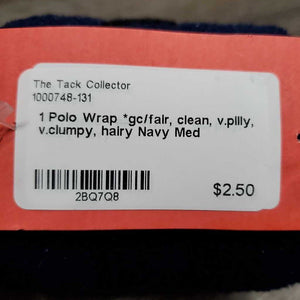 The Tack Collector
1000748-131
1 Polo Wrap *gc/fair, clean, v.pilly,
v.clumpy, hairy Navy Med
2BQ7Q8
$2.50